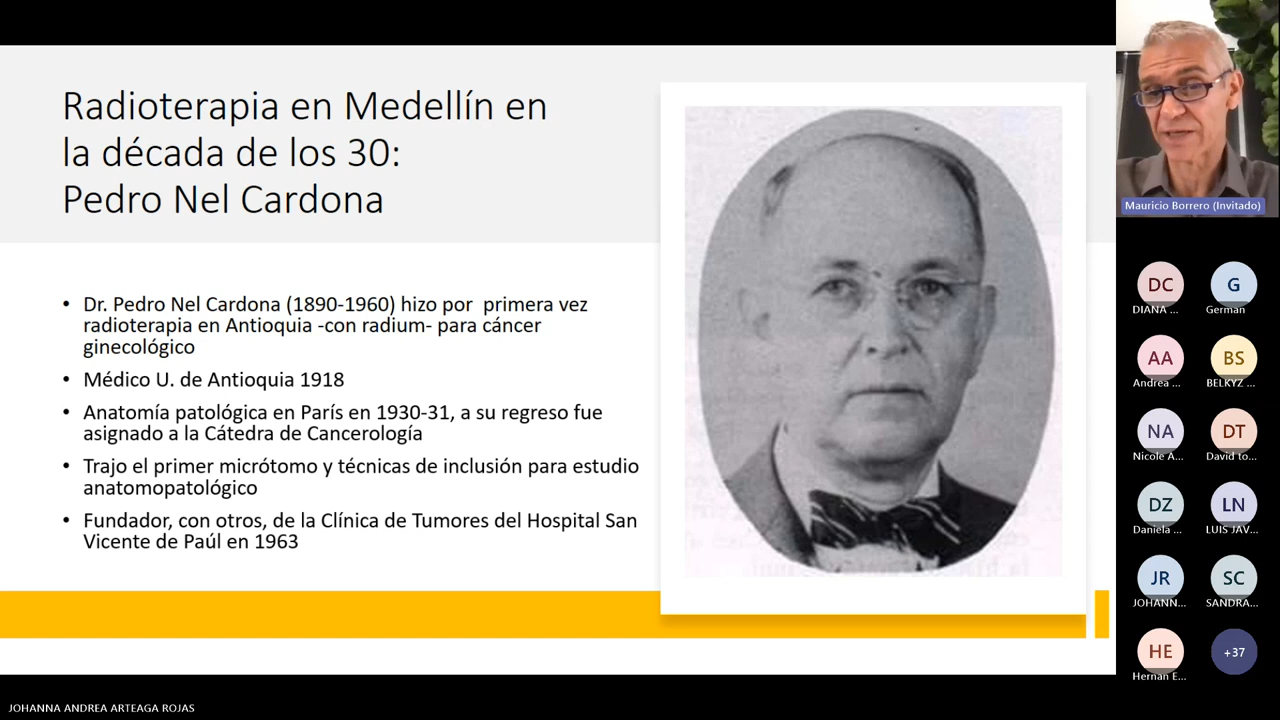 Radioterapia en Medellín en
la década de los 30:
Pedro Nel Cardona
• Dr. Pedro Nel Cardona (1890-1960) hizo por primera vez
radioterapia en Antioquia -con radium- para cáncer
ginecológico
• Médico U. de Antioquia 1918
• Anatomía patológica en París en 1930-31, a su regreso fue
asignado a la Cátedra de Cancerología
• Trajo el primer micrótomo y técnicas de inclusión para estudio
anatomopatológico
• Fundador, con otros, de la Clínica de Tumores del Hospital San
Vicente de Paúl en 1963
Mauricio Borrero (Invitado)
DC
DIANA ...
G
German
AA
Andrea ...
BS
BELKYZ ...
NA
Nicole A...
DT
David to...
DZ
Daniela ...
LN
LUIS JAV...
JR
JOHANN...
SC
SANDRA...
HE
Hernan E...
+37
JOHANNA ANDREA ARTEAGA ROJAS